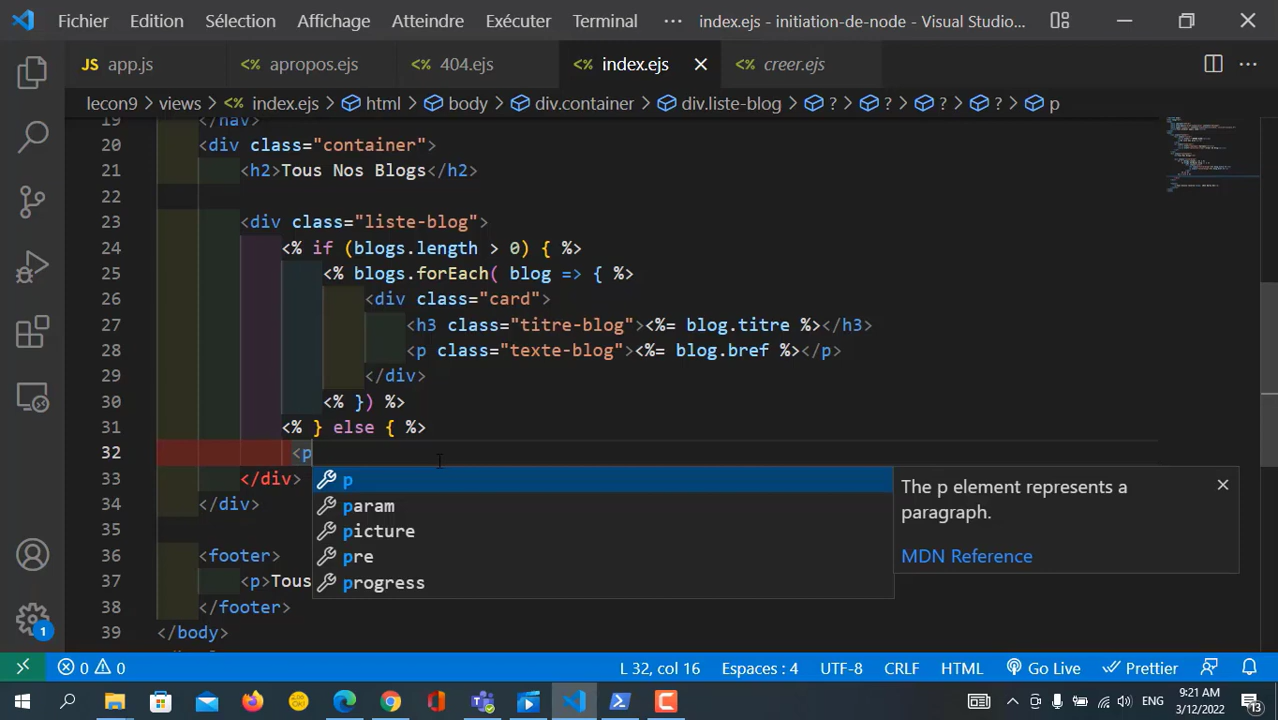 Fichier Edition Sélection Affichage Atteindre Exécuter Terminal ··· index.ejs - initiation-de-node - Visual Studio...
JS app.js <% apropos.ejs <% 404.ejs <% index.ejs <% creer.ejs ···
lecon9 > views > <% index.ejs > html > body > div.container > div.liste-blog > ? > ? > ? > ? > p
19 </nav>
20 <div class="container">
21 <h2>Tous Nos Blogs</h2>
22
23 <div class="liste-blog">
24 <% if (blogs.length > 0) { %>
25 <% blogs.forEach( blog => { %>
26 <div class="card">
27 <h3 class="titre-blog"><%= blog.titre %></h3>
28 <p class="texte-blog"><%= blog.bref %></p>
29 </div>
30 <% }) %>
31 <% } else { %>
32 <p
33 </div>
34 </div>
35
36 <footer>
37 <p>Tous
38 </footer>
39 </body>
p
param
picture
pre
progress
The p element represents a
paragraph.
MDN Reference
1
0 0 L 32, col 16 Espaces : 4 UTF-8 CRLF HTML Go Live Prettier
ENG 9:21 AM
3/12/2022 13